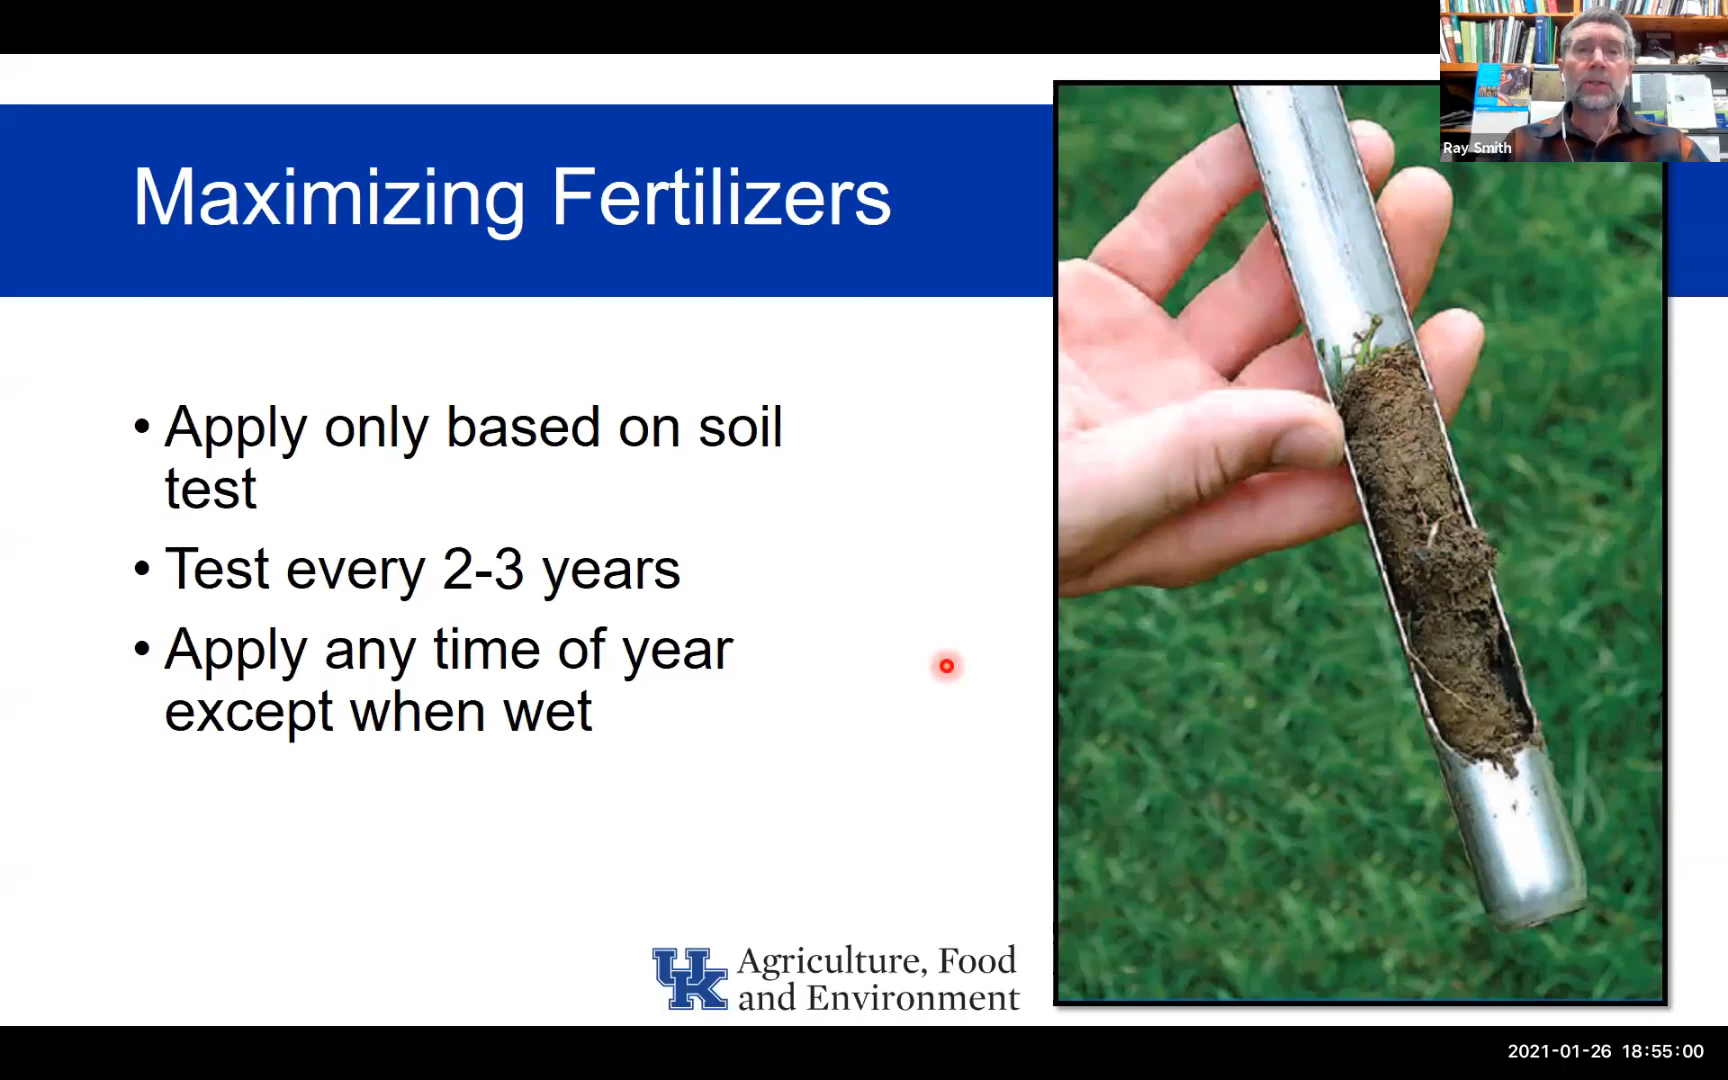 Ray Smith
Maximizing Fertilizers
• Apply only based on soil
test
• Test every 2-3 years
• Apply any time of year
except when wet
UK Agriculture, Food
and Environment
2021-01-26 18:55:00